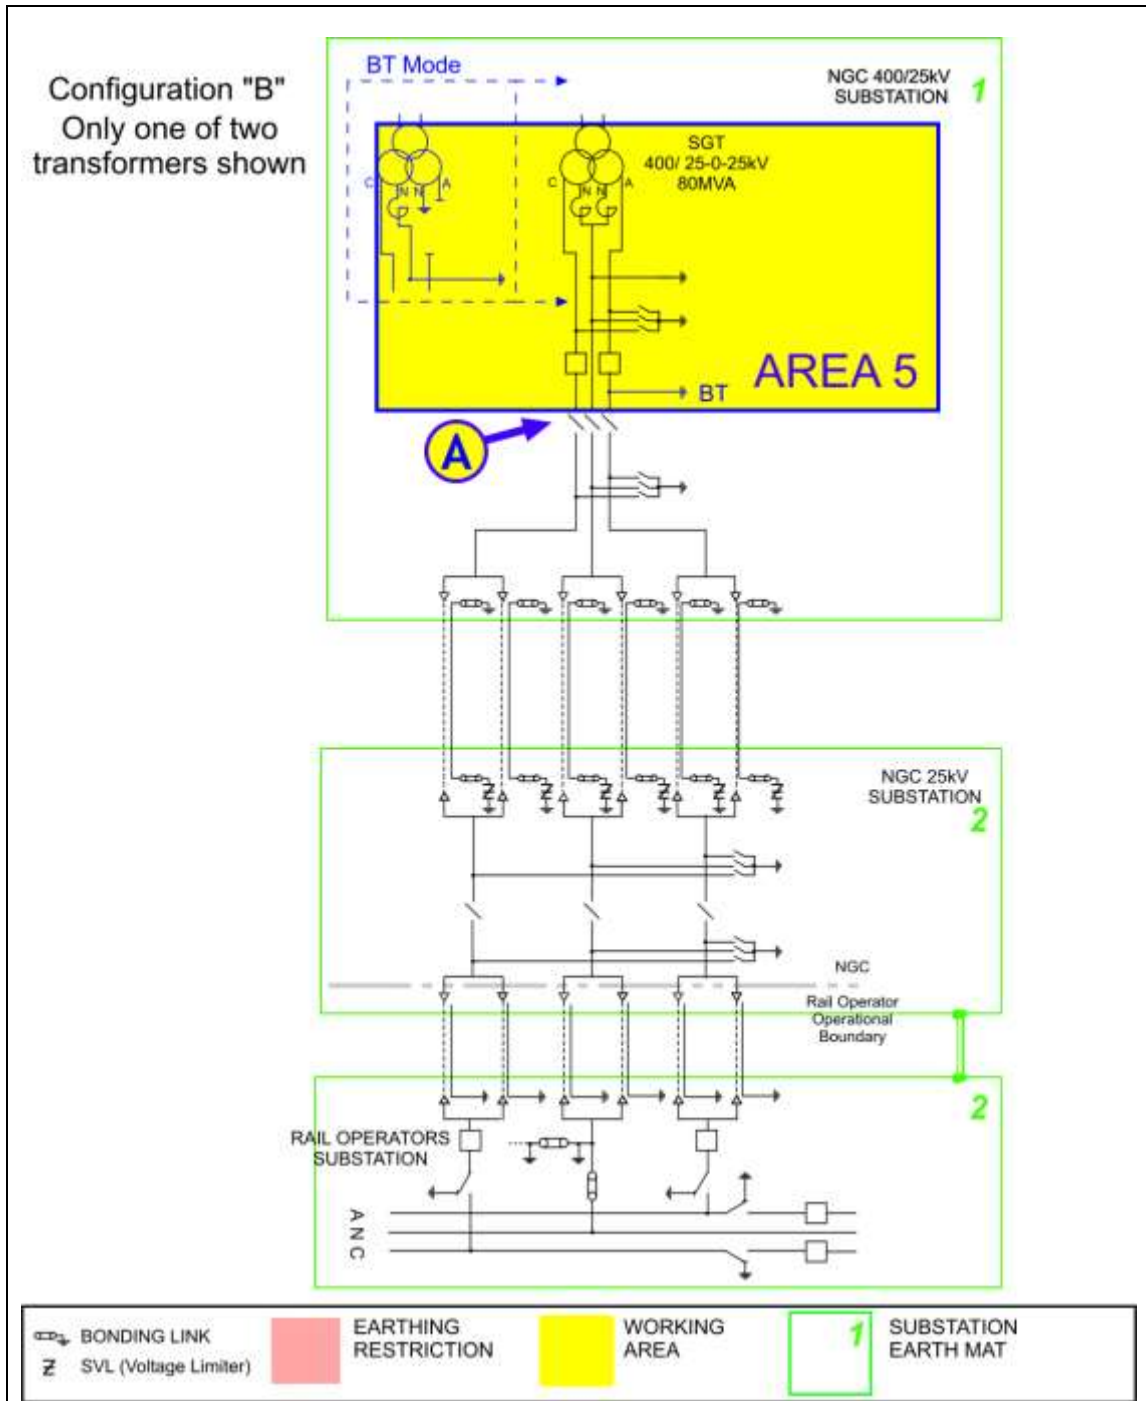 Configuration "B"
Only one of two
transformers shown
BT Mode
NGC 400/25kV
SUBSTATION
1
SGT
400/ 25-0-25kV
80MVA
C N N A
C N N A
AREA 5
BT
A
NGC 25kV
SUBSTATION
2
NGC
Rail Operator
Operational
Boundary
2
RAIL OPERATORS
SUBSTATION
A
N
C
BONDING LINK
SVL (Voltage Limiter)
EARTHING
RESTRICTION
WORKING
AREA
1
SUBSTATION
EARTH MAT